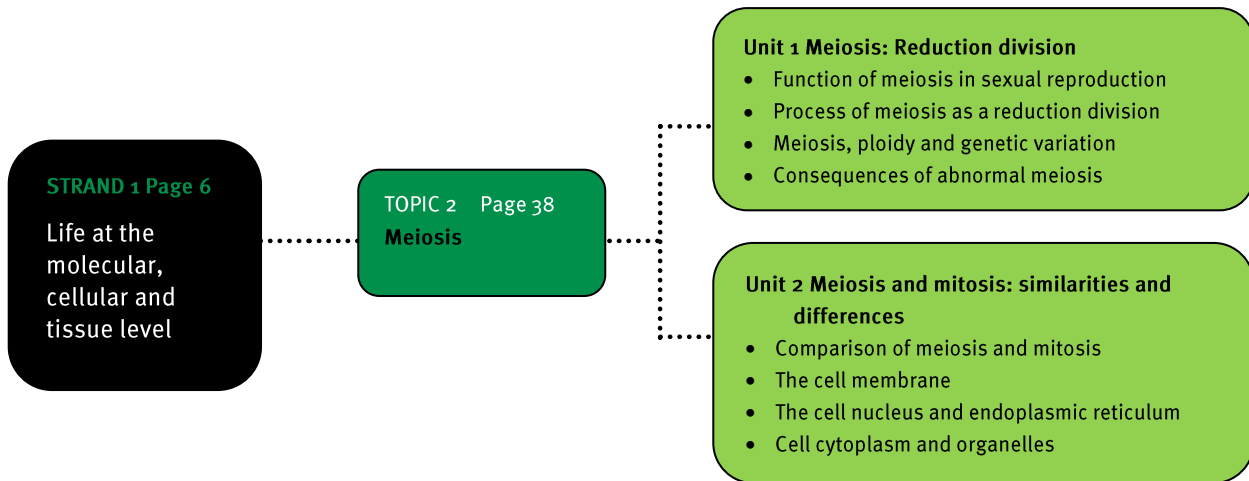 STRAND 1 Page 6
Life at the
molecular,
cellular and
tissue level
TOPIC 2 Page 38
Meiosis
Unit 1 Meiosis: Reduction division
• Function of meiosis in sexual reproduction
• Process of meiosis as a reduction division
• Meiosis, ploidy and genetic variation
• Consequences of abnormal meiosis
Unit 2 Meiosis and mitosis: similarities and
differences
• Comparison of meiosis and mitosis
• The cell membrane
• The cell nucleus and endoplasmic reticulum
• Cell cytoplasm and organelles